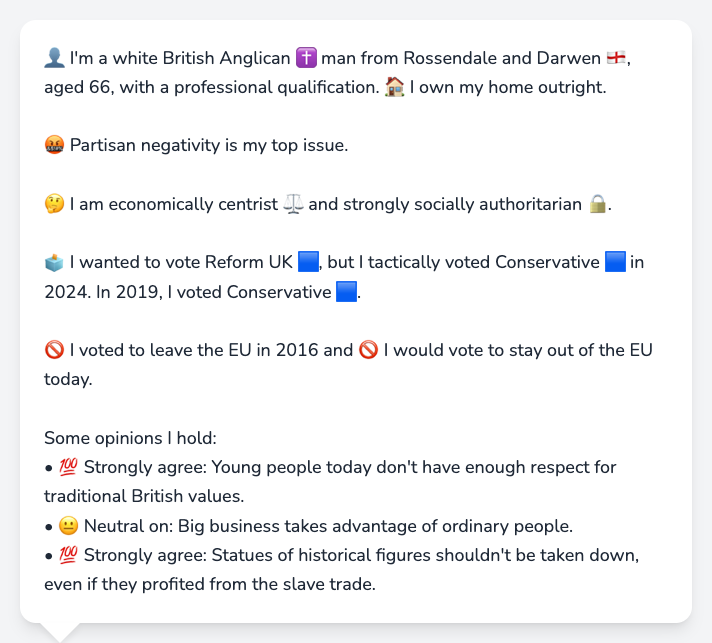 👤 I'm a white British Anglican ✝️ man from Rossendale and Darwen 🏴󠁧󠁢󠁥󠁮󠁧󠁿,
aged 66, with a professional qualification. 🏠 I own my home outright.
🤬 Partisan negativity is my top issue.
🤔 I am economically centrist ⚖️ and strongly socially authoritarian 🔒.
🗳️ I wanted to vote Reform UK 🟦, but I tactically voted Conservative 🟦 in
2024. In 2019, I voted Conservative 🟦.
🚫 I voted to leave the EU in 2016 and 🚫 I would vote to stay out of the EU
today.
Some opinions I hold:
• 💯 Strongly agree: Young people today don't have enough respect for
traditional British values.
• 😐 Neutral on: Big business takes advantage of ordinary people.
• 💯 Strongly agree: Statues of historical figures shouldn't be taken down,
even if they profited from the slave trade.